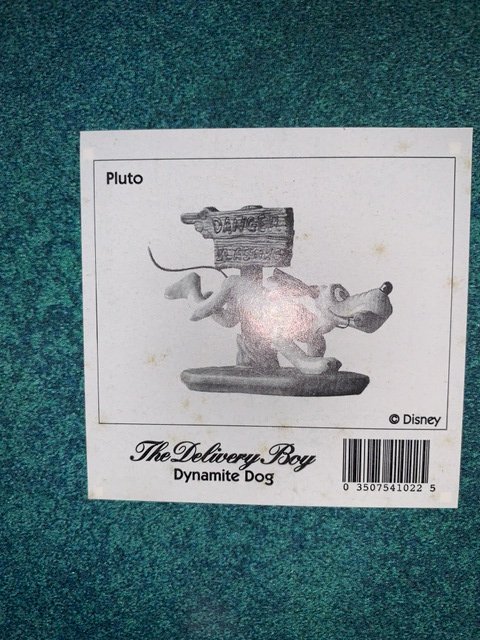 Pluto
DANGER
BLASTING
© Disney
The Delivery Boy
Dynamite Dog
0 3507541022 5